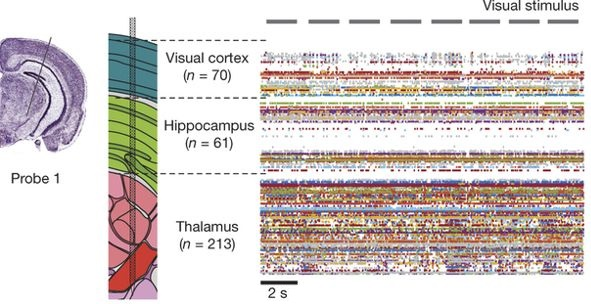 Visual stimulus
Visual cortex
(n = 70)
Hippocampus
(n = 61)
Probe 1
Thalamus
(n = 213)
2 s